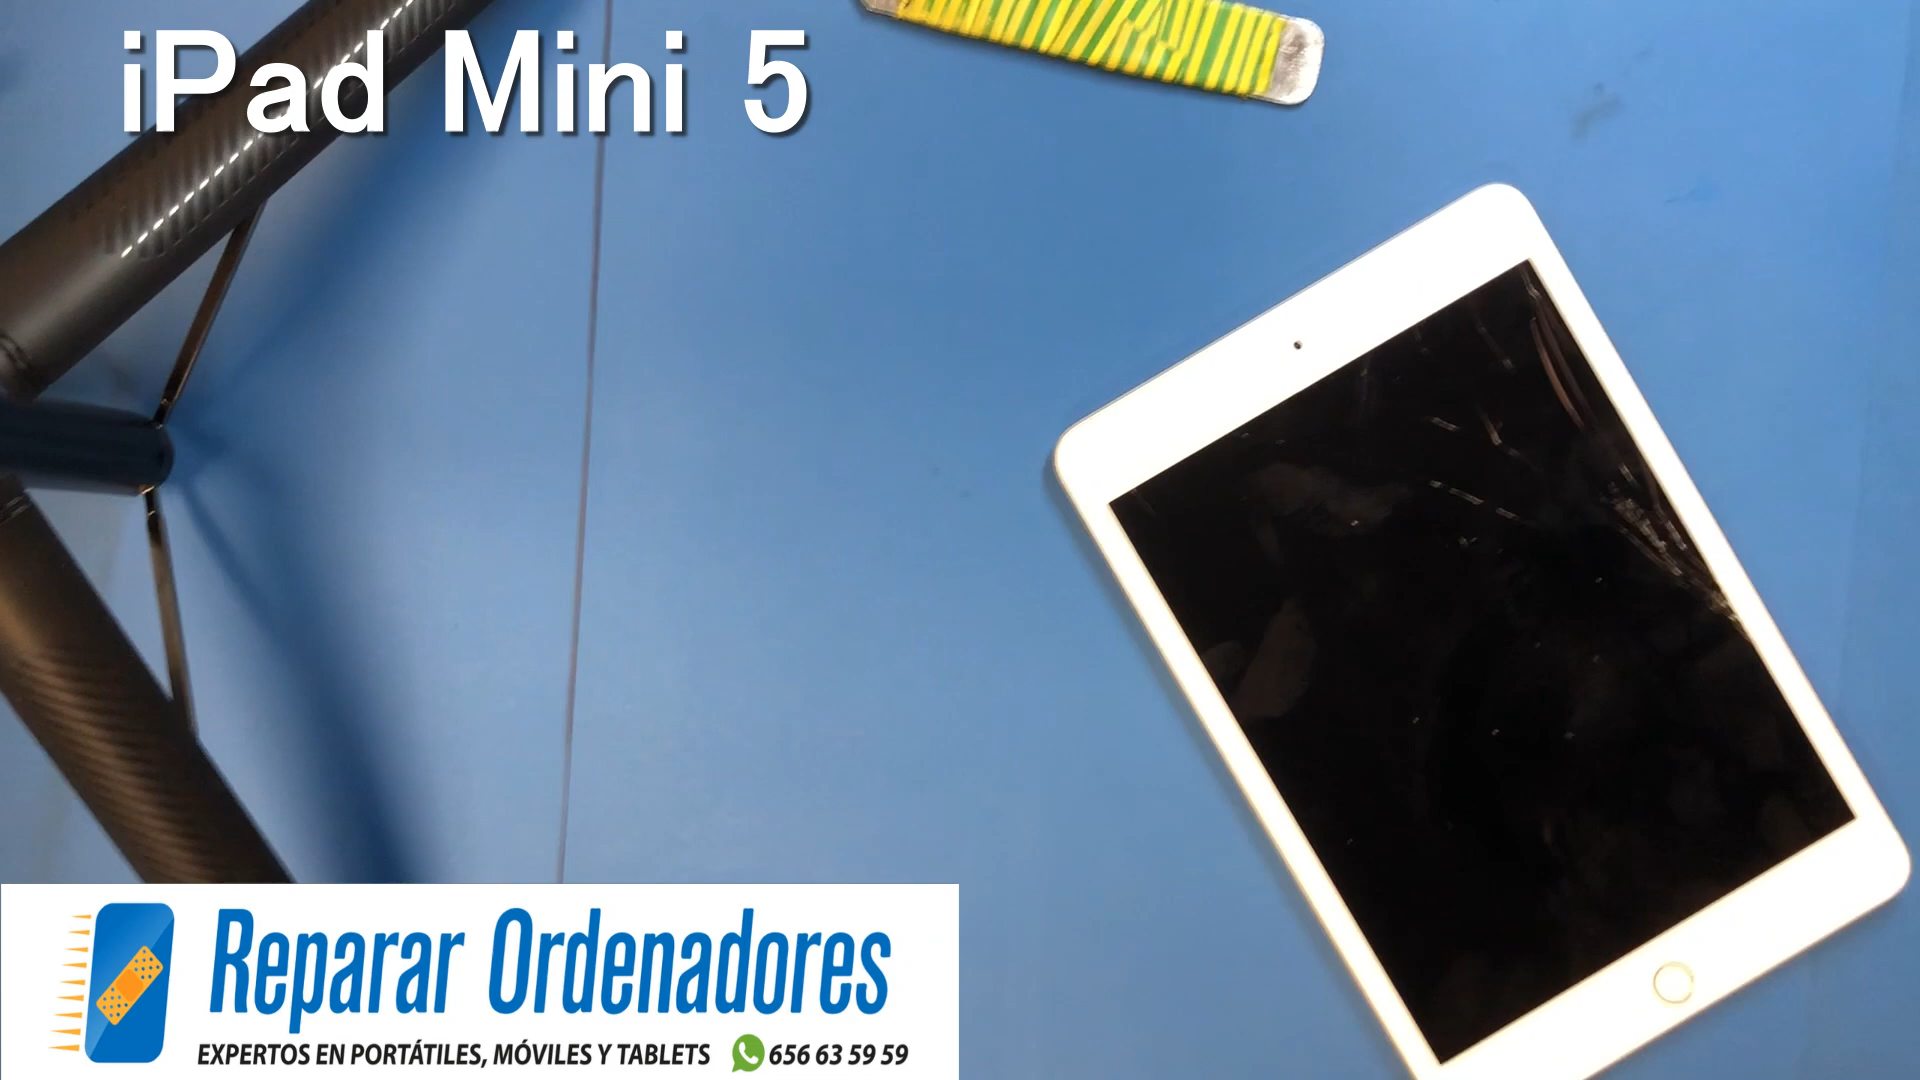 iPad Mini 5
Reparar Ordenadores
EXPERTOS EN PORTÁTILES, MÓVILES Y TABLETS 656 63 59 59